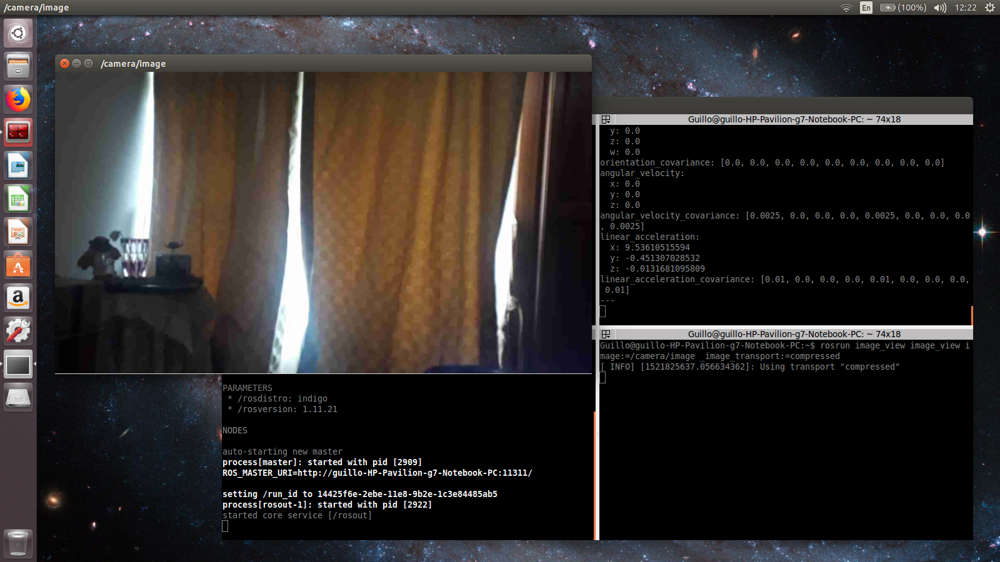 /camera/image
En
(100%)
12:22
/camera/image
Guillo@guillo-HP-Pavilion-g7-Notebook-PC: ~ 74x18
  y: 0.0
  z: 0.0
  w: 0.0
orientation_covariance: [0.0, 0.0, 0.0, 0.0, 0.0, 0.0, 0.0, 0.0, 0.0]
angular_velocity:
  x: 0.0
  y: 0.0
  z: 0.0
angular_velocity_covariance: [0.0025, 0.0, 0.0, 0.0, 0.0025, 0.0, 0.0, 0.0
, 0.0025]
linear_acceleration:
  x: 9.53610515594
  y: -0.451307028532
  z: -0.0131681095809
linear_acceleration_covariance: [0.01, 0.0, 0.0, 0.0, 0.01, 0.0, 0.0, 0.0,
 0.01]
---
Guillo@guillo-HP-Pavilion-g7-Notebook-PC: ~ 74x18
Guillo@guillo-HP-Pavilion-g7-Notebook-PC:~$ rosrun image_view image_view i
mage:=/camera/image _image_transport:=compressed
[ INFO] [1521825637.056634362]: Using transport "compressed"
PARAMETERS
 * /rosdistro: indigo
 * /rosversion: 1.11.21
NODES
auto-starting new master
process[master]: started with pid [2909]
ROS_MASTER_URI=http://guillo-HP-Pavilion-g7-Notebook-PC:11311/
setting /run_id to 14425f6e-2ebe-11e8-9b2e-1c3e84485ab5
process[rosout-1]: started with pid [2922]
started core service [/rosout]